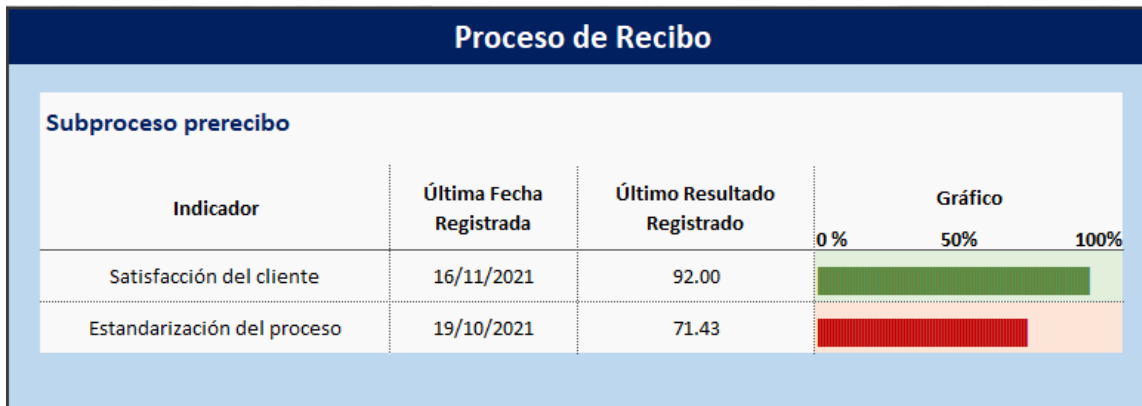 Proceso de Recibo
Subproceso prerecibo
Indicador
Última Fecha
Registrada
Último Resultado
Registrado
Gráfico
0 % 50% 100%
Satisfacción del cliente 16/11/2021 92.00
Estandarización del proceso 19/10/2021 71.43